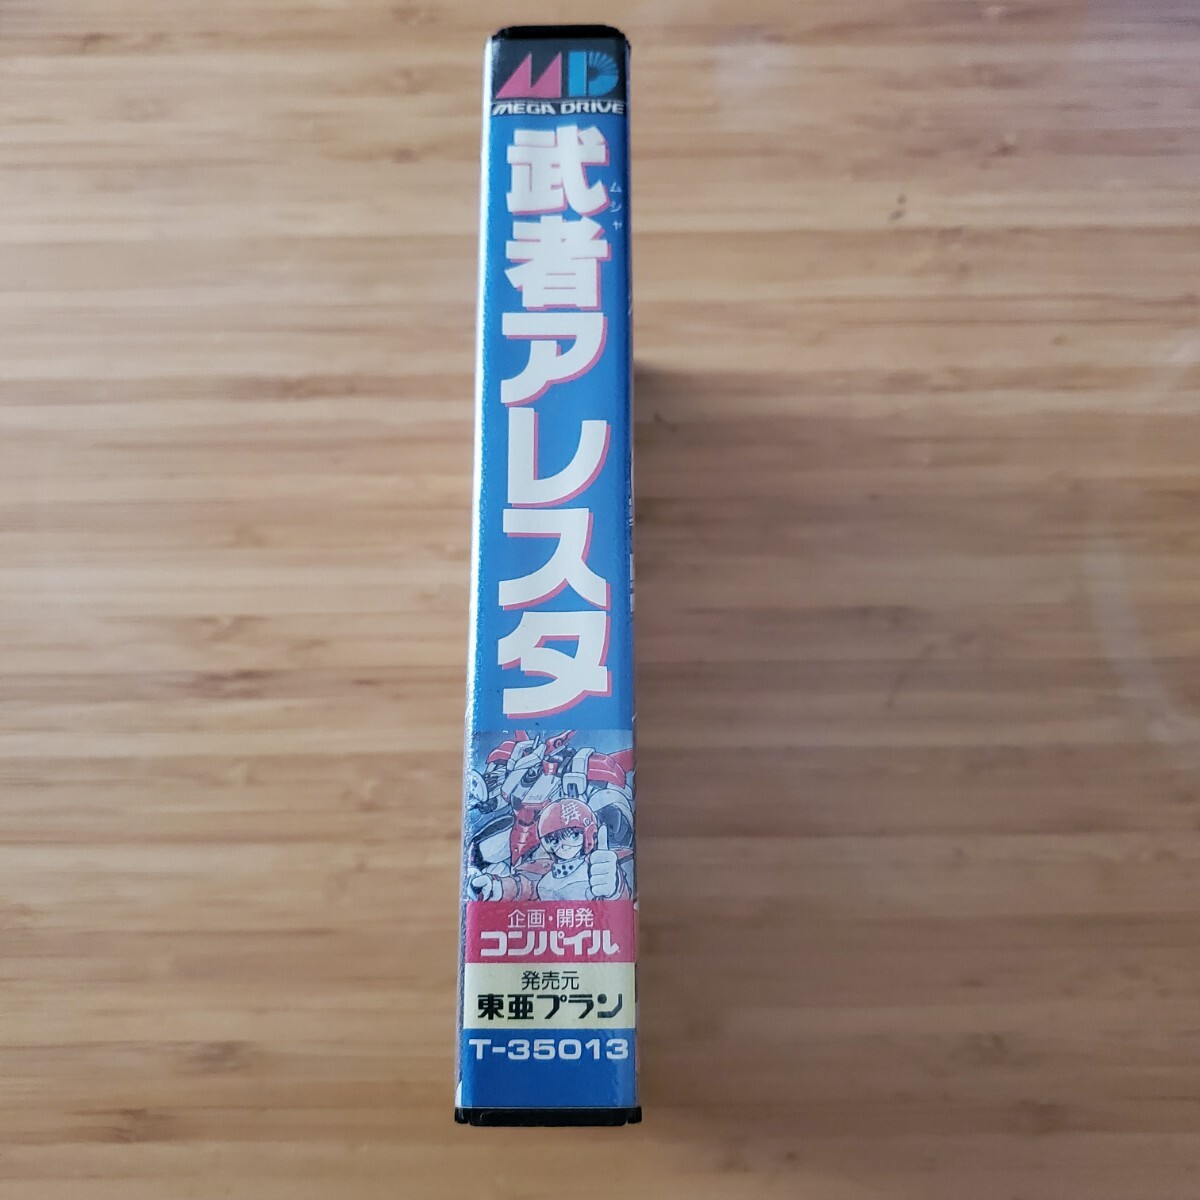 MD
MEGA DRIVE
武者アレスタ
ムシャ
舞
企画・開発
コンパイル
発売元
東亜プラン
T-35013